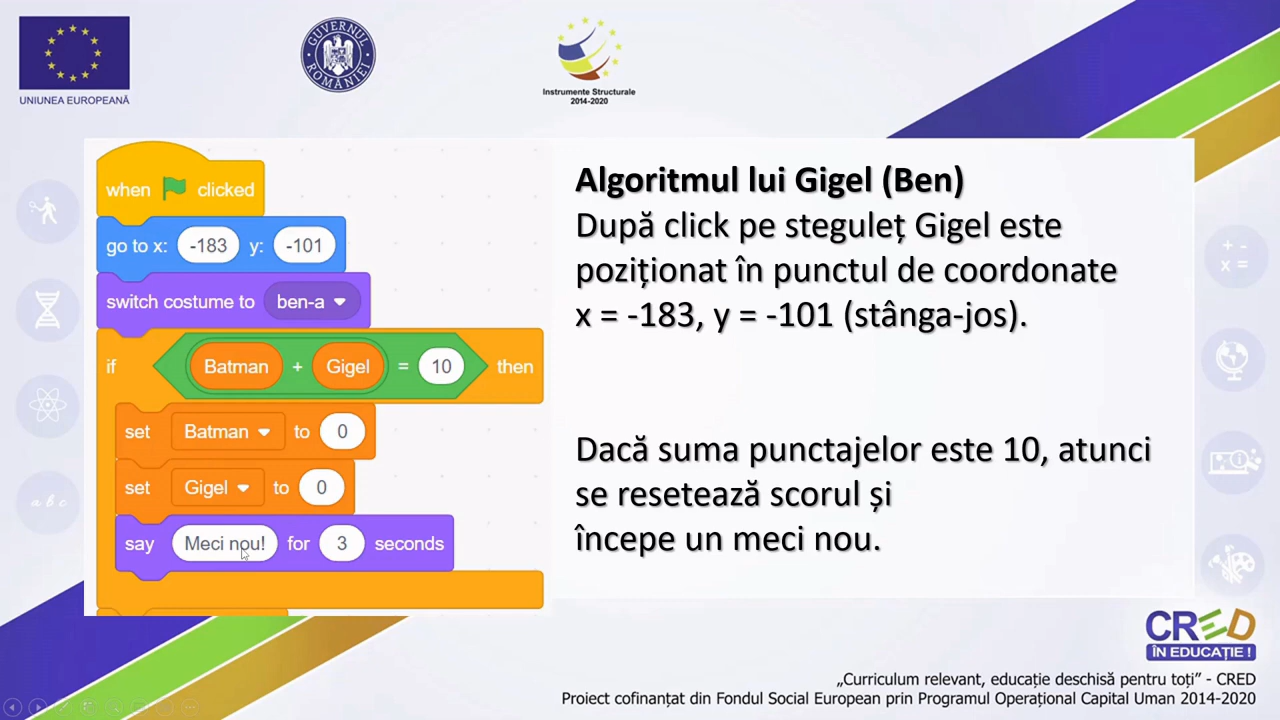 UNIUNEA EUROPEANĂ
GUVERNUL ROMÂNIEI
Instrumente Structurale
2014-2020
when clicked
go to x: -183 y: -101
switch costume to ben-a
if Batman + Gigel = 10 then
set Batman to 0
set Gigel to 0
say Meci nou! for 3 seconds
Algoritmul lui Gigel (Ben)
După click pe steguleț Gigel este
poziționat în punctul de coordonate
x = -183, y = -101 (stânga-jos).
Dacă suma punctajelor este 10, atunci
se resetează scorul și
începe un meci nou.
a b c
+ -
x =
CRED
ÎN EDUCAȚIE !
„Curriculum relevant, educație deschisă pentru toți” - CRED
Proiect cofinanțat din Fondul Social European prin Programul Operațional Capital Uman 2014-2020